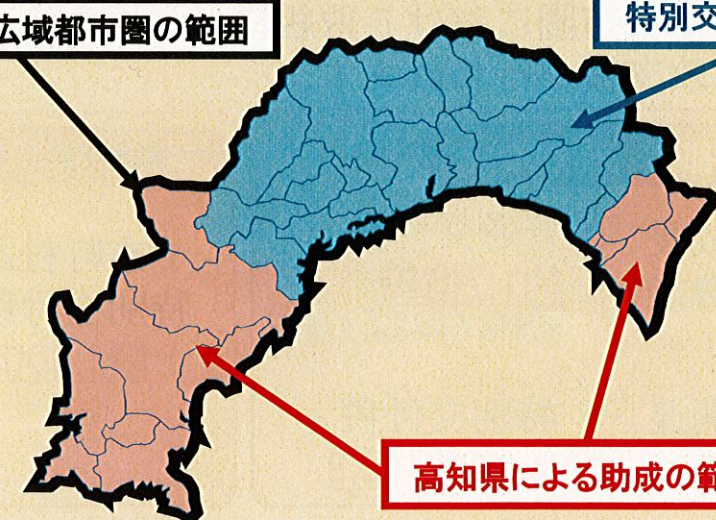 広域都市圏の範囲
特別交
高知県による助成の範